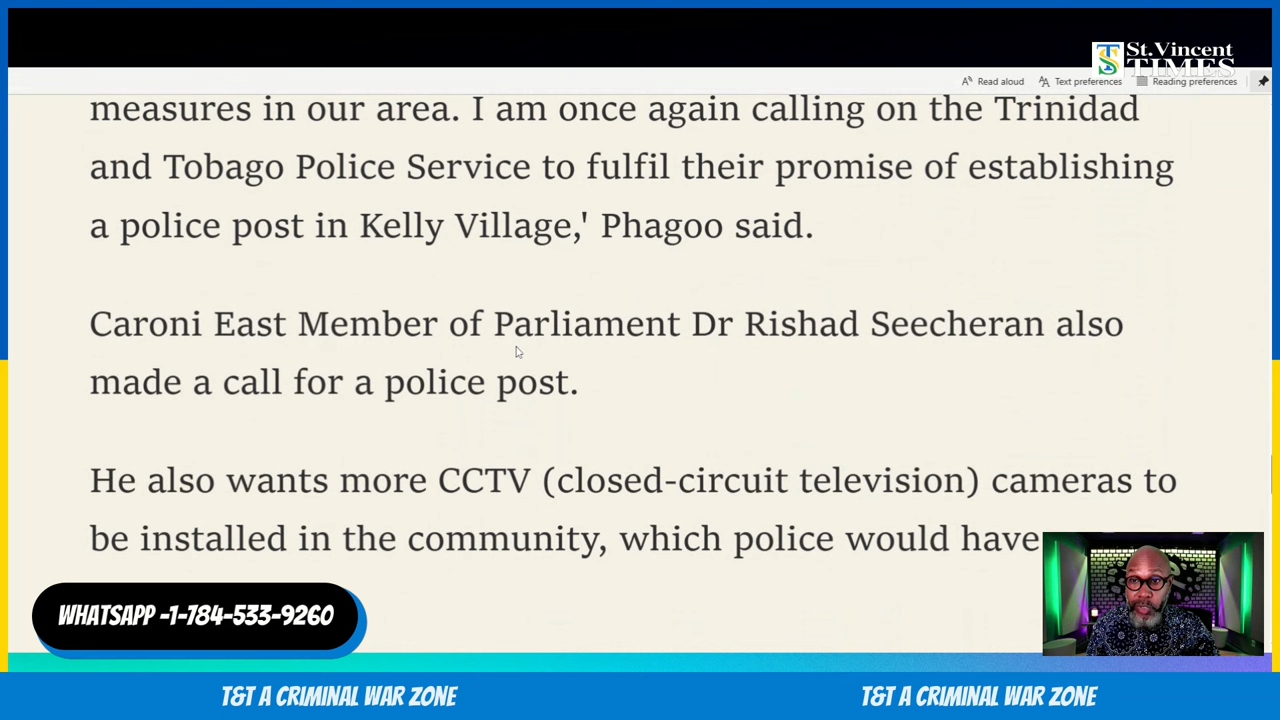 St.Vincent
TIMES
Read aloud Text preferences Reading preferences
measures in our area. I am once again calling on the Trinidad
and Tobago Police Service to fulfil their promise of establishing
a police post in Kelly Village,' Phagoo said.
Caroni East Member of Parliament Dr Rishad Seecheran also
made a call for a police post.
He also wants more CCTV (closed-circuit television) cameras to
be installed in the community, which police would have
WHATSAPP -1-784-533-9260
T&T A CRIMINAL WAR ZONE T&T A CRIMINAL WAR ZONE